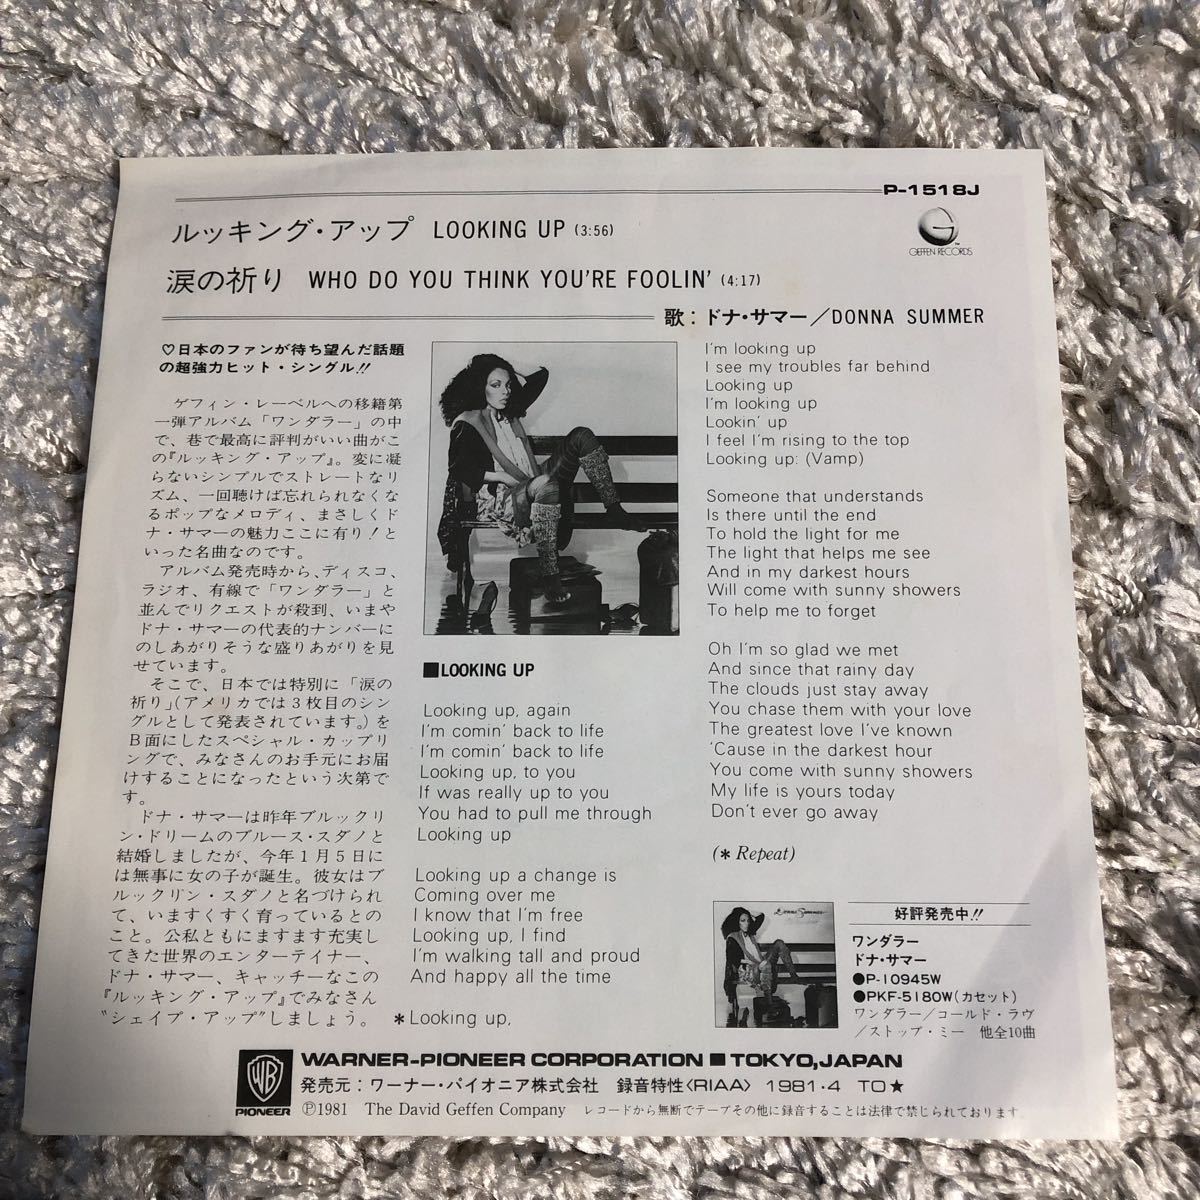 P-1518J
ルッキング・アップ LOOKING UP (3:56)
GEFFEN RECORDS
涙の祈り WHO DO YOU THINK YOU'RE FOOLIN' (4:17)
歌：ドナ・サマー／DONNA SUMMER
♡日本のファンが待ち望んだ話題
の超強力ヒット・シングル!!
ゲフィン・レーベルへの移籍第
一弾アルバム「ワンダラー」の中
で、巷で最高に評判がいい曲がこ
の『ルッキング・アップ』。変に凝
らないシンプルでストレートなリ
ズム、一回聴けば忘れられなくな
るポップなメロディ、まさしくド
ナ・サマーの魅力ここに有り！と
いった名曲なのです。
アルバム発売時から、ディスコ、
ラジオ、有線で「ワンダラー」と
並んでリクエストが殺到、いまや
ドナ・サマーの代表的ナンバーに
のしあがりそうな盛りあがりを見
せています。
そこで、日本では特別に「涙の
祈り」(アメリカでは3枚目のシン
グルとして発表されています。)を
B面にしたスペシャル・カップリ
ングで、みなさんのお手元にお届
けすることになったという次第で
す。
ドナ・サマーは昨年ブルックリ
ン・ドリームのブルース・スダノと
結婚しましたが、今年1月5日に
は無事に女の子が誕生。彼女はブ
ルックリン・スダノと名づけられ
て、いますくすく育っているとの
こと。公私ともにますます充実し
てきた世界のエンターテイナー、
ドナ・サマー、キャッチーなこの
『ルッキング・アップ』でみなさん
"シェイプ・アップ"しましょう。
■LOOKING UP
Looking up, again
I'm comin' back to life
I'm comin' back to life
Looking up, to you
If was really up to you
You had to pull me through
Looking up
Looking up a change is
Coming over me
I know that I'm free
Looking up, I find
I'm walking tall and proud
And happy all the time
＊Looking up,
I'm looking up
I see my troubles far behind
Looking up
I'm looking up
Lookin' up
I feel I'm rising to the top
Looking up: (Vamp)
Someone that understands
Is there until the end
To hold the light for me
The light that helps me see
And in my darkest hours
Will come with sunny showers
To help me to forget
Oh I'm so glad we met
And since that rainy day
The clouds just stay away
You chase them with your love
The greatest love I've known
'Cause in the darkest hour
You come with sunny showers
My life is yours today
Don't ever go away
(＊Repeat)
Donna Summer
好評発売中!!
ワンダラー
ドナ・サマー
●P-10945W
●PKF-5180W(カセット)
ワンダラー／コールド・ラヴ
／ストップ・ミー 他全10曲
WB
PIONEER
WARNER-PIONEER CORPORATION ■ TOKYO, JAPAN
発売元：ワーナー・パイオニア株式会社 録音特性〈RIAA〉 1981・4 TO★
℗1981 The David Geffen Company レコードから無断でテープその他に録音することは法律で禁じられております。